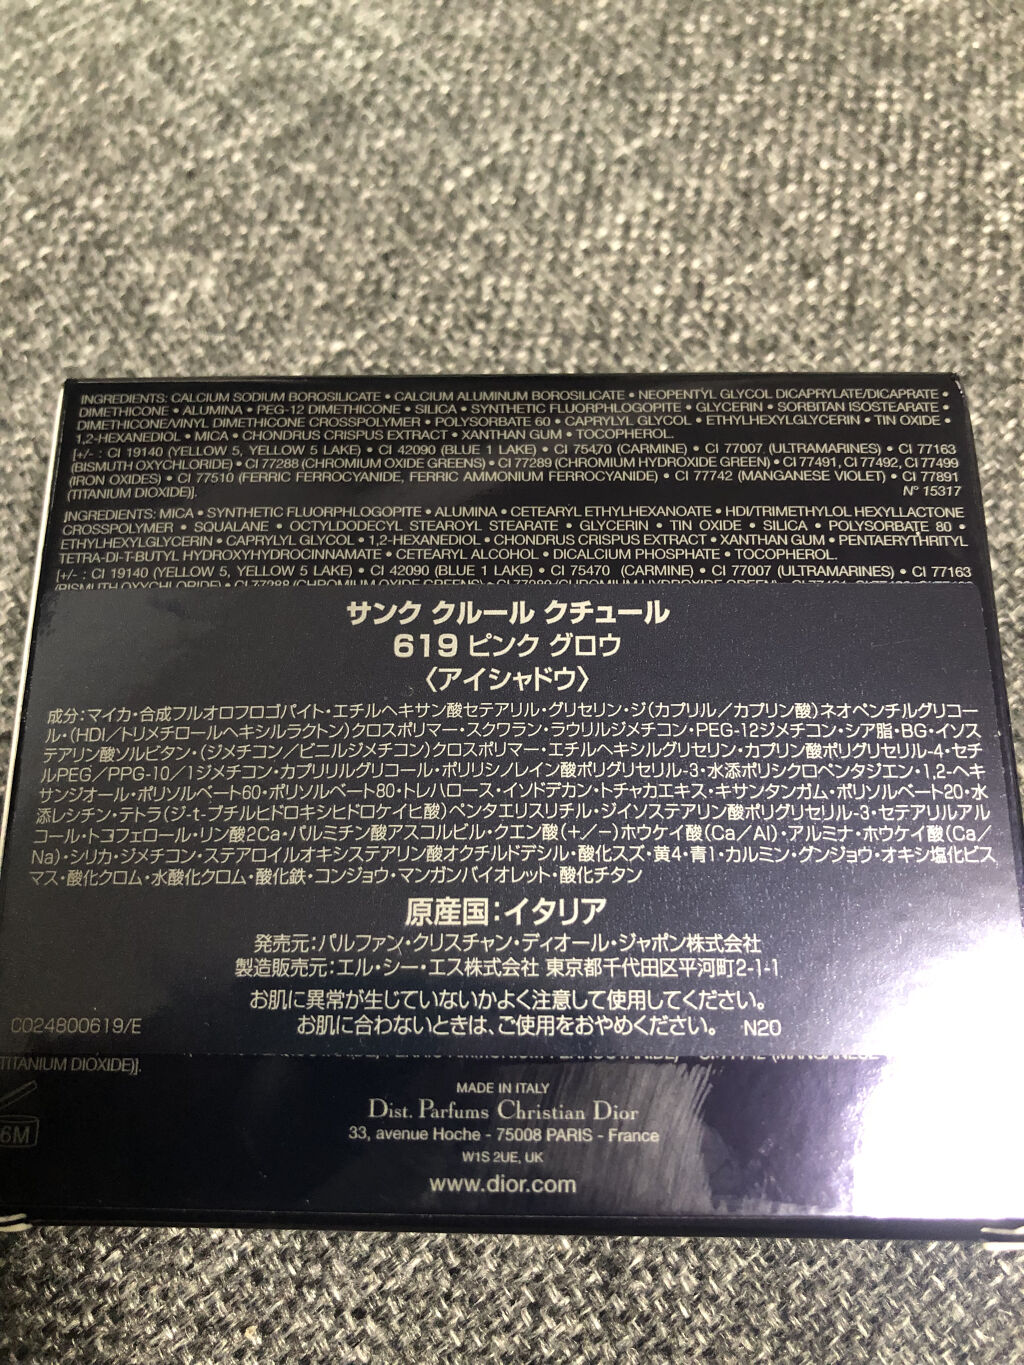 INGREDIENTS: CALCIUM SODIUM BOROSILICATE • CALCIUM ALUMINUM BOROSILICATE • NEOPENTYL GLYCOL DICAPRYLATE/DICAPRATE •
DIMETHICONE • ALUMINA • PEG-12 DIMETHICONE • SILICA • SYNTHETIC FLUORPHLOGOPITE • GLYCERIN • SORBITAN ISOSTEARATE •
DIMETHICONE/VINYL DIMETHICONE CROSSPOLYMER • POLYSORBATE 60 • CAPRYLYL GLYCOL • ETHYLHEXYLGLYCERIN • TIN OXIDE •
1,2-HEXANEDIOL • MICA • CHONDRUS CRISPUS EXTRACT • XANTHAN GUM • TOCOPHEROL.
[+/- : CI 19140 (YELLOW 5, YELLOW 5 LAKE) • CI 42090 (BLUE 1 LAKE) • CI 75470 (CARMINE) • CI 77007 (ULTRAMARINES) • CI 77163
(BISMUTH OXYCHLORIDE) • CI 77288 (CHROMIUM OXIDE GREENS) • CI 77289 (CHROMIUM HYDROXIDE GREEN) • CI 77491, CI 77492, CI 77499
(IRON OXIDES) • CI 77510 (FERRIC FERROCYANIDE, FERRIC AMMONIUM FERROCYANIDE) • CI 77742 (MANGANESE VIOLET) • CI 77891
(TITANIUM DIOXIDE)]. N° 15317
INGREDIENTS: MICA • SYNTHETIC FLUORPHLOGOPITE • ALUMINA • CETEARYL ETHYLHEXANOATE • HDI/TRIMETHYLOL HEXYLLACTONE
CROSSPOLYMER • SQUALANE • OCTYLDODECYL STEAROYL STEARATE • GLYCERIN • TIN OXIDE • SILICA • POLYSORBATE 80 •
ETHYLHEXYLGLYCERIN • CAPRYLYL GLYCOL • 1,2-HEXANEDIOL • CHONDRUS CRISPUS EXTRACT • XANTHAN GUM • PENTAERYTHRITYL
TETRA-DI-T-BUTYL HYDROXYHYDROCINNAMATE • CETEARYL ALCOHOL • DICALCIUM PHOSPHATE • TOCOPHEROL.
[+/- : CI 19140 (YELLOW 5, YELLOW 5 LAKE) • CI 42090 (BLUE 1 LAKE) • CI 75470 (CARMINE) • CI 77007 (ULTRAMARINES) • CI 77163
サンク クルール クチュール
619 ピンク グロウ
〈アイシャドウ〉
成分：マイカ・合成フルオロフロゴパイト・エチルヘキサン酸セテアリル・グリセリン・ジ（カプリル／カプリン酸）ネオペンチルグリコー
ル・（HDI／トリメチロールヘキシルラクトン）クロスポリマー・スクワラン・ラウリルジメチコン・PEG-12ジメチコン・シア脂・BG・イソス
テアリン酸ソルビタン・（ジメチコン／ビニルジメチコン）クロスポリマー・エチルヘキシルグリセリン・カプリン酸ポリグリセリル-4・セチ
ルPEG／PPG-10／1ジメチコン・カプリリルグリコール・ポリリシノレイン酸ポリグリセリル-3・水添ポリシクロペンタジエン・1,2-ヘキ
サンジオール・ポリソルベート60・ポリソルベート80・トレハロース・イソドデカン・トチャカエキス・キサンタンガム・ポリソルベート20・水
添レシチン・テトラ（ジ-t-ブチルヒドロキシヒドロケイヒ酸）ペンタエリスリチル・ジイソステアリン酸ポリグリセリル-3・セテアリルアル
コール・トコフェロール・リン酸2Ca・パルミチン酸アスコルビル・クエン酸（＋／−）ホウケイ酸（Ca／Al）・アルミナ・ホウケイ酸（Ca／
Na）・シリカ・ジメチコン・ステアロイルオキシステアリン酸オクチルドデシル・酸化スズ・黄4・青1・カルミン・グンジョウ・オキシ塩化ビス
マス・酸化クロム・水酸化クロム・酸化鉄・コンジョウ・マンガンバイオレット・酸化チタン
原産国：イタリア
発売元：パルファン・クリスチャン・ディオール・ジャポン株式会社
製造販売元：エル・シー・エス株式会社 東京都千代田区平河町2-1-1
お肌に異常が生じていないかよく注意して使用してください。
お肌に合わないときは、ご使用をおやめください。 N20
C024800619/E
TITANIUM DIOXIDE)].
6M
MADE IN ITALY
Dist. Parfums Christian Dior
33, avenue Hoche - 75008 PARIS - France
W1S 2UE, UK
www.dior.com